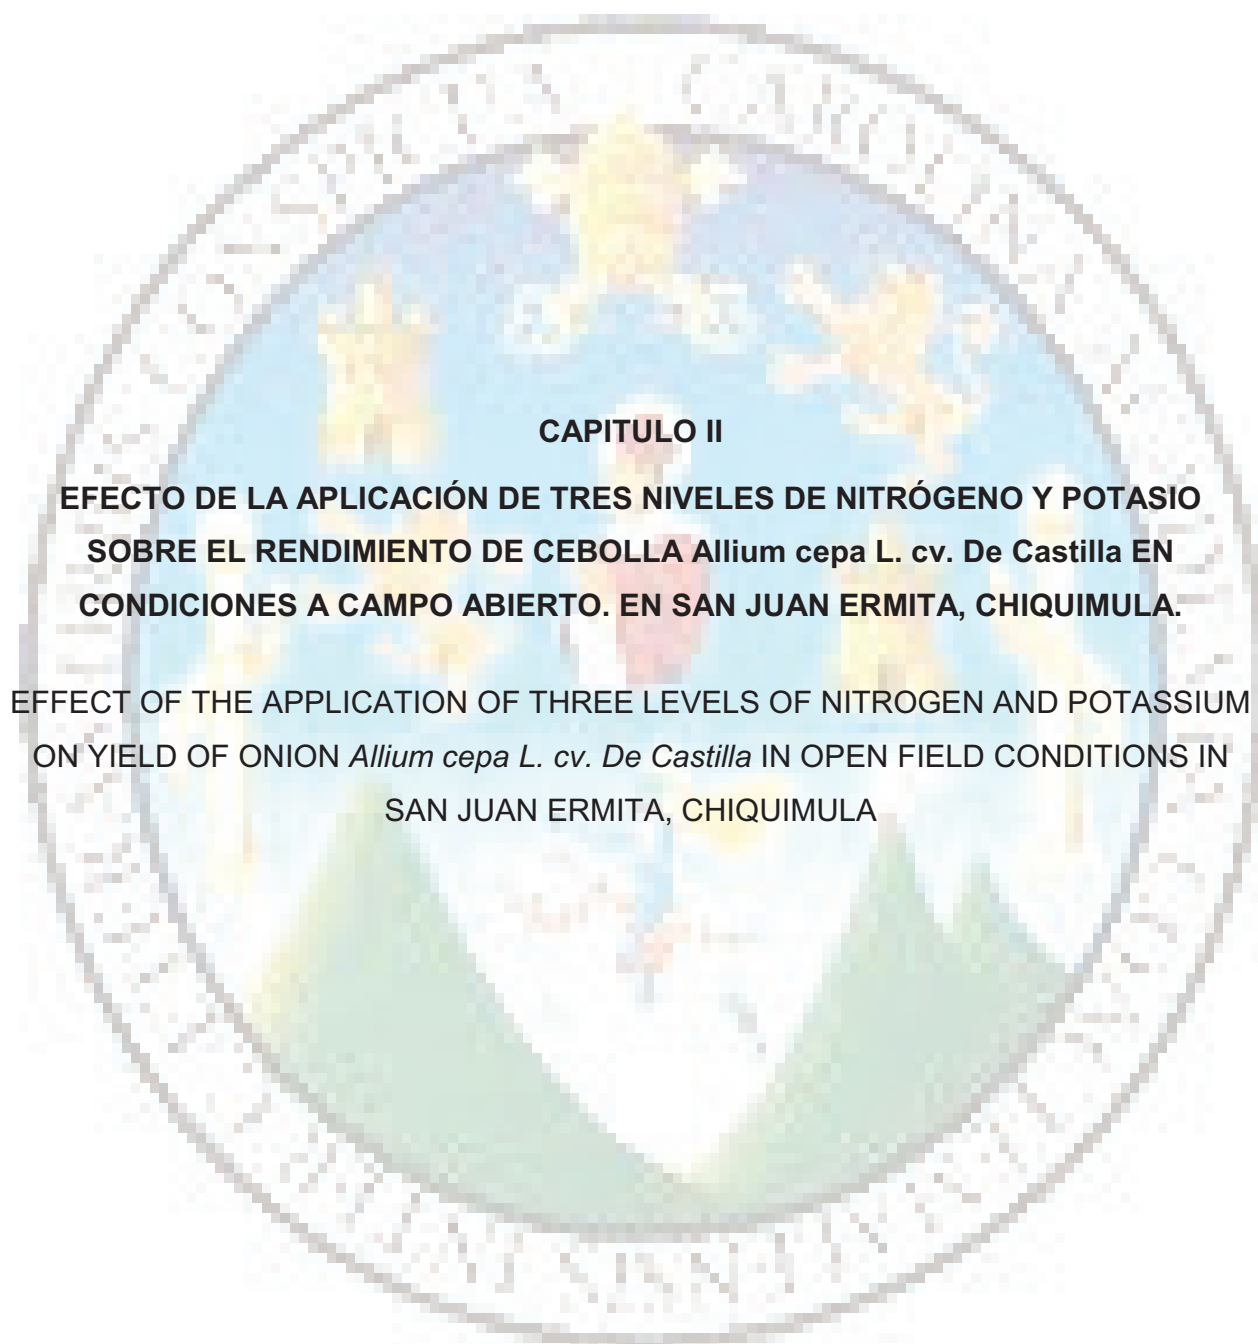 CAPITULO II
EFECTO DE LA APLICACIÓN DE TRES NIVELES DE NITRÓGENO Y POTASIO
SOBRE EL RENDIMIENTO DE CEBOLLA Allium cepa L. cv. De Castilla EN
CONDICIONES A CAMPO ABIERTO. EN SAN JUAN ERMITA, CHIQUIMULA.
EFFECT OF THE APPLICATION OF THREE LEVELS OF NITROGEN AND POTASSIUM
ON YIELD OF ONION Allium cepa L. cv. De Castilla IN OPEN FIELD CONDITIONS IN
SAN JUAN ERMITA, CHIQUIMULA